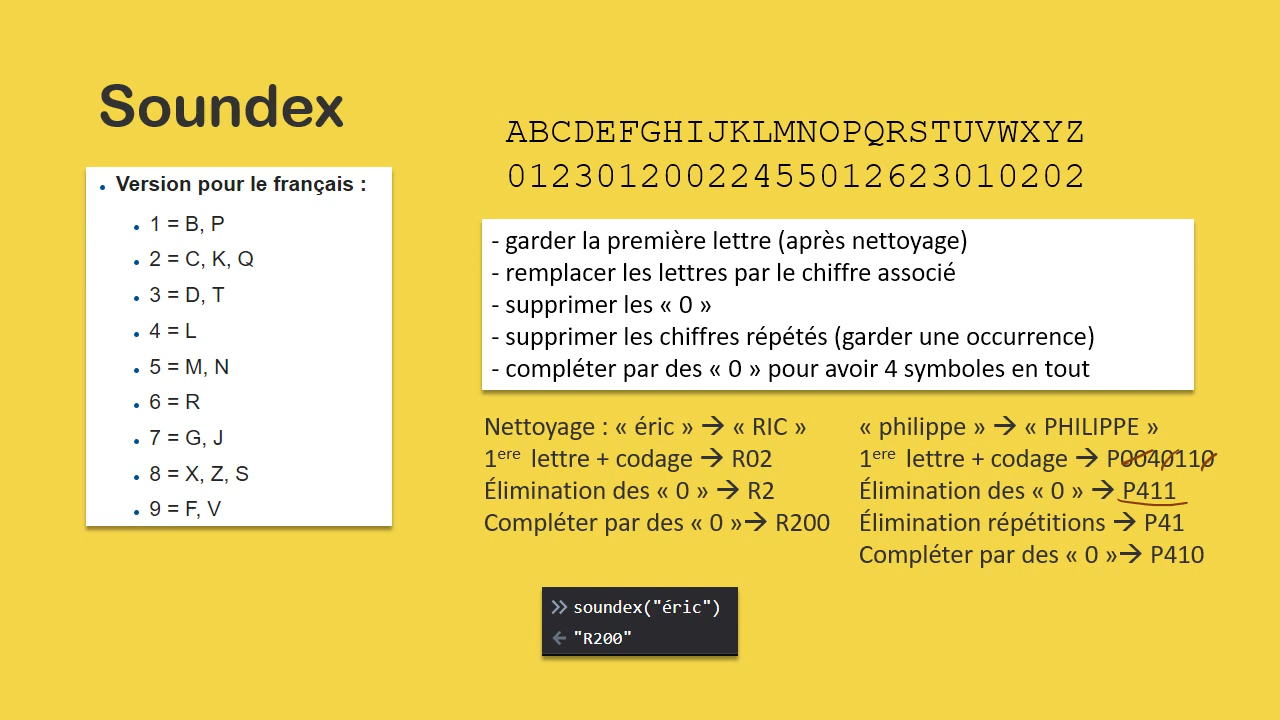 Soundex
• Version pour le français :
• 1 = B, P
• 2 = C, K, Q
• 3 = D, T
• 4 = L
• 5 = M, N
• 6 = R
• 7 = G, J
• 8 = X, Z, S
• 9 = F, V
ABCDEFGHIJKLMNOPQRSTUVWXYZ
01230120022455012623010202
- garder la première lettre (après nettoyage)
- remplacer les lettres par le chiffre associé
- supprimer les « 0 »
- supprimer les chiffres répétés (garder une occurrence)
- compléter par des « 0 » pour avoir 4 symboles en tout
Nettoyage : « éric » → « RIC »
1ere lettre + codage → R02
Élimination des « 0 » → R2
Compléter par des « 0 »→ R200
« philippe » → « PHILIPPE »
1ere lettre + codage → P0040110
Élimination des « 0 » → P411
Élimination répétitions → P41
Compléter par des « 0 »→ P410
>> soundex("éric")
← "R200"